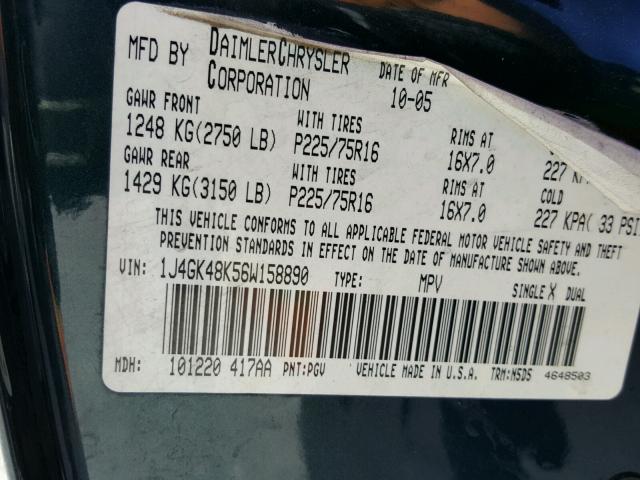 MFD BY DAIMLERCHRYSLER CORPORATION DATE OF MFR 10-05
GAWR FRONT WITH TIRES RIMS AT
1248 KG(2750 LB) P225/75R16 16X7.0 227
GAWR REAR WITH TIRES RIMS AT COLD
1429 KG(3150 LB) P225/75R16 16X7.0 227 KPA( 33 PSI
THIS VEHICLE CONFORMS TO ALL APPLICABLE FEDERAL MOTOR VEHICLE SAFETY AND THEFT
PREVENTION STANDARDS IN EFFECT ON THE DATE OF MANUFACTURE SHOWN ABOVE.
VIN: 1J4GK48K56W158890 TYPE: MPV SINGLE X DUAL
MDH: 101220 417AA PNT:PGV VEHICLE MADE IN U.S.A. TRM:N5D5 4648503